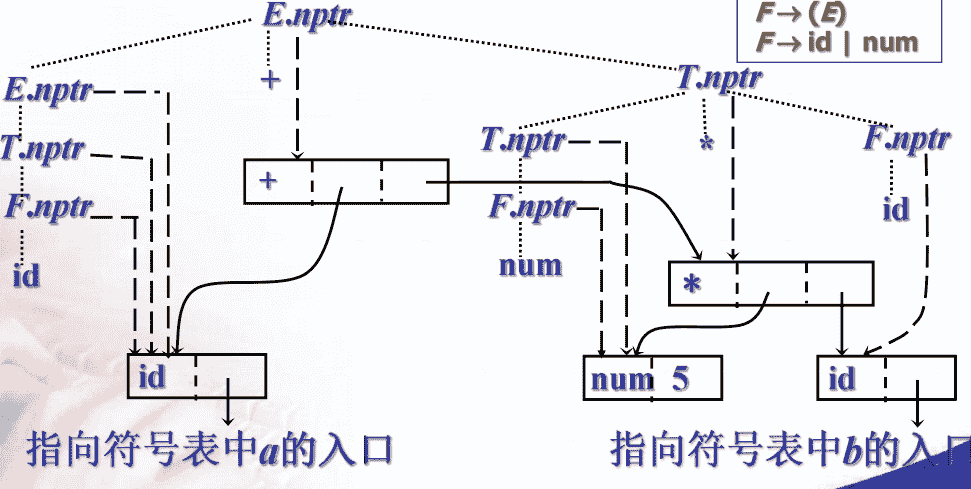 E.nptr
F → (E)
F → id | num
+
T.nptr
E.nptr
T.nptr
*
F.nptr
T.nptr
+
F.nptr
id
F.nptr
num
id
*
id
num 5
id
指向符号表中a的入口
指向符号表中b的入口